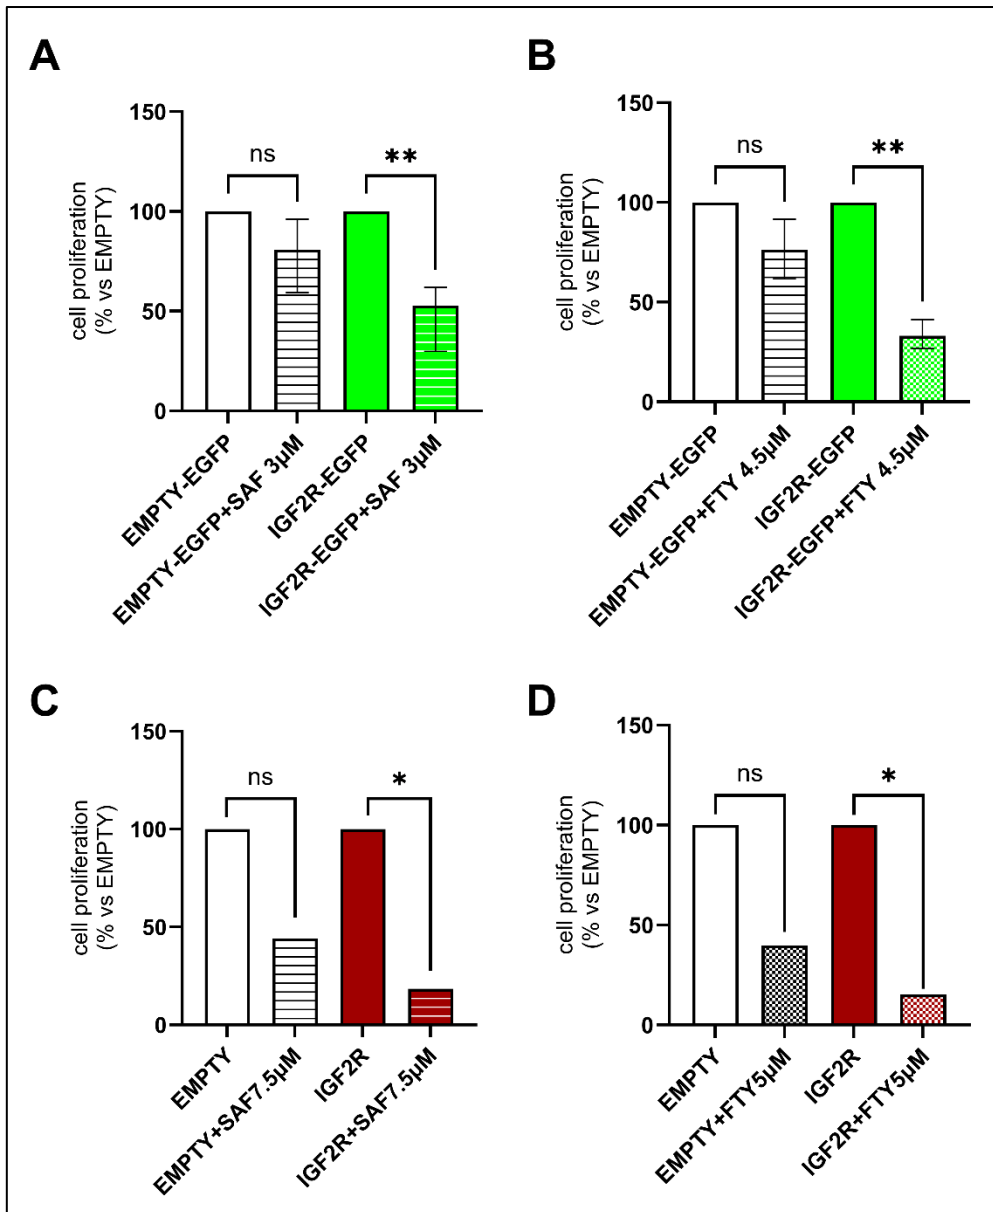 A
cell proliferation
(% vs EMPTY)
150
100
50
0
ns
**
EMPTY-EGFP
EMPTY-EGFP+SAF 3µM
IGF2R-EGFP
IGF2R-EGFP+SAF 3µM
B
cell proliferation
(% vs EMPTY)
150
100
50
0
ns
**
EMPTY-EGFP
EMPTY-EGFP+FTY 4.5µM
IGF2R-EGFP
IGF2R-EGFP+FTY 4.5µM
C
cell proliferation
(% vs EMPTY)
150
100
50
0
ns
*
EMPTY
EMPTY+SAF7.5µM
IGF2R
IGF2R+SAF7.5µM
D
cell proliferation
(% vs EMPTY)
150
100
50
0
ns
*
EMPTY
EMPTY+FTY5µM
IGF2R
IGF2R+FTY5µM